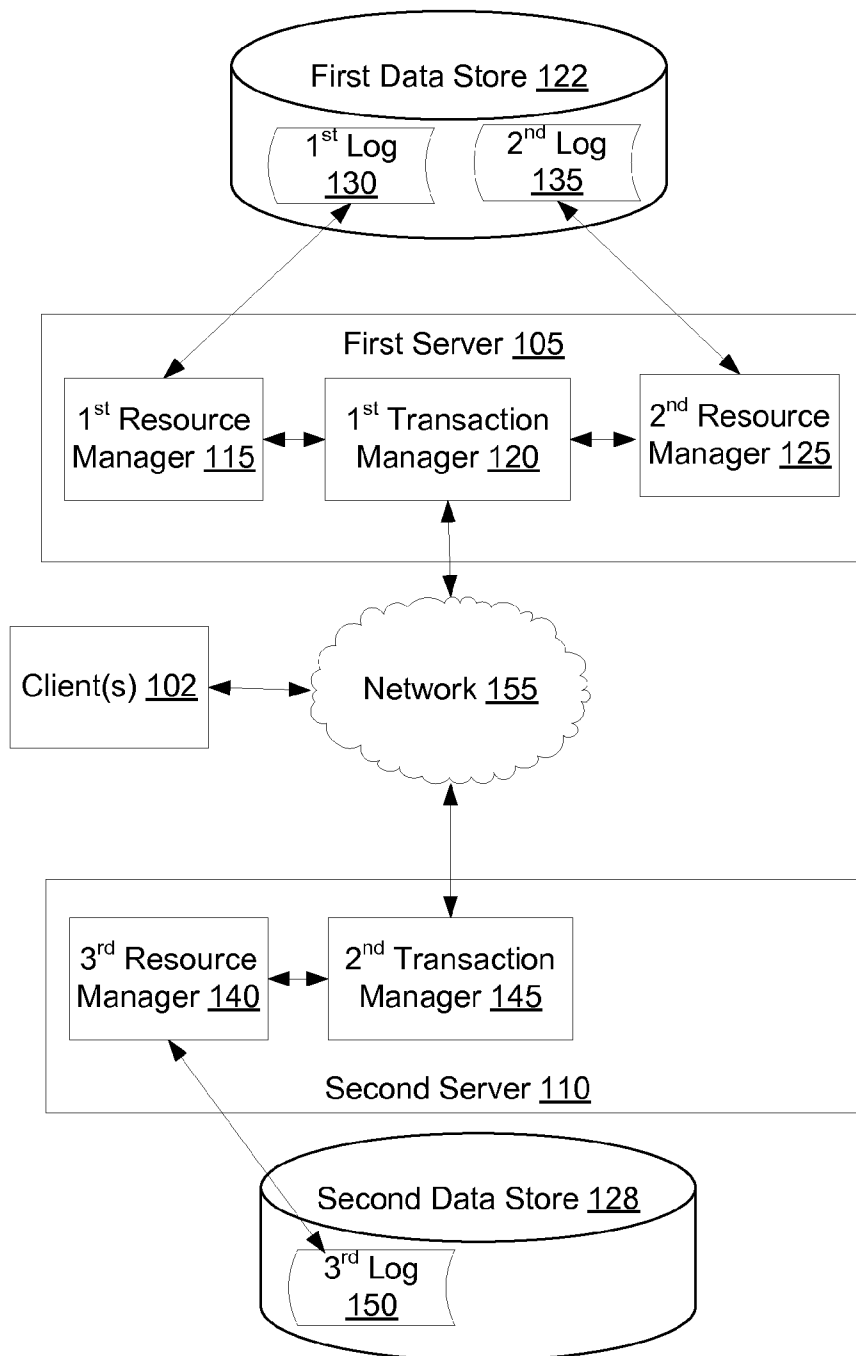 First Data Store 122
1st Log
130
2nd Log
135
First Server 105
1st Resource
Manager 115
1st Transaction
Manager 120
2nd Resource
Manager 125
Client(s) 102
Network 155
3rd Resource
Manager 140
2nd Transaction
Manager 145
Second Server 110
Second Data Store 128
3rd Log
150